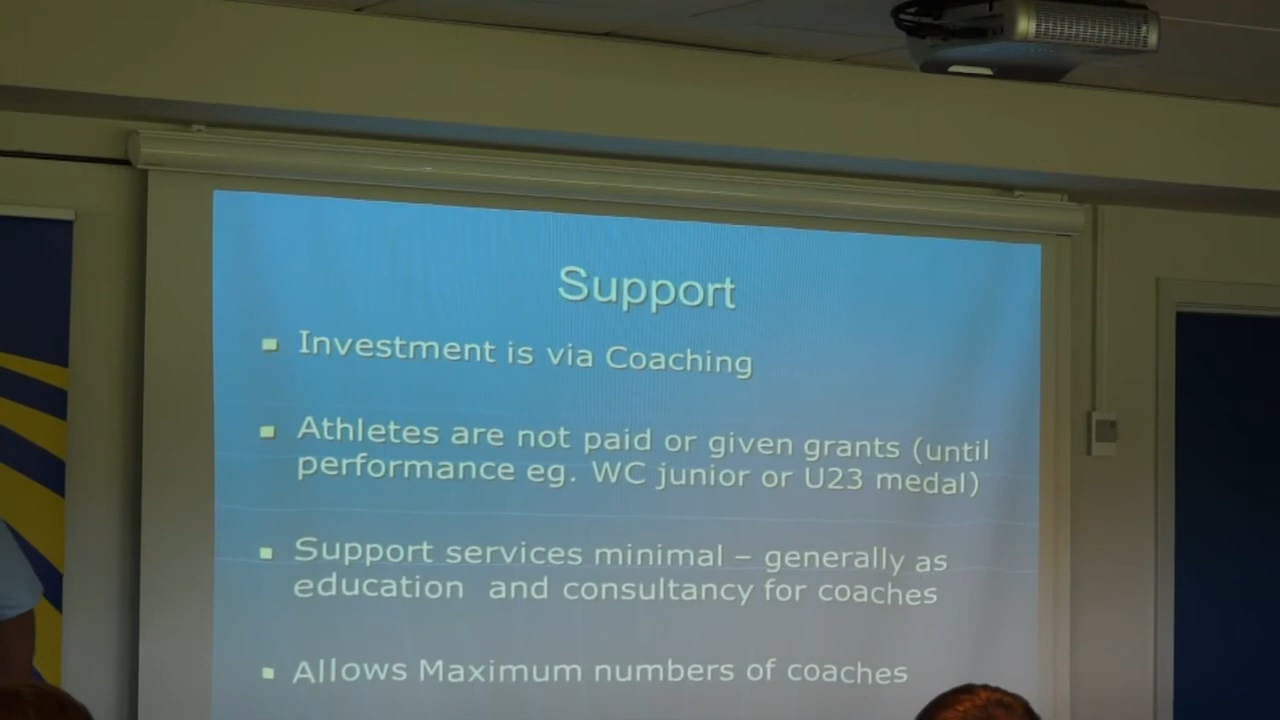 Support
▪ Investment is via Coaching
▪ Athletes are not paid or given grants (until
performance eg. WC junior or U23 medal)
▪ Support services minimal – generally as
education and consultancy for coaches
▪ Allows Maximum numbers of coaches